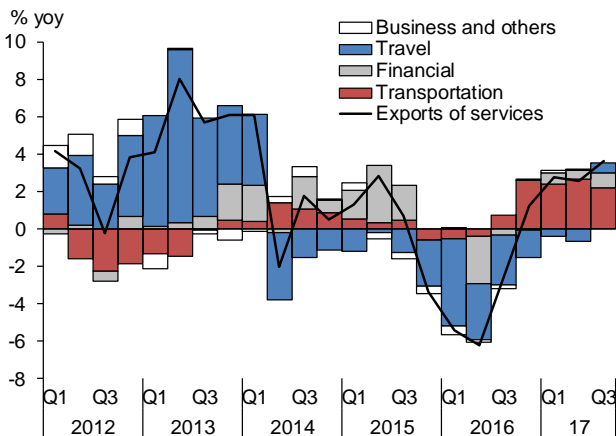 % yoy
10
8
6
4
2
0
-2
-4
-6
-8
Business and others
Travel
Financial
Transportation
Exports of services
Q1 Q3 Q1 Q3 Q1 Q3 Q1 Q3 Q1 Q3 Q1 Q3
2012 2013 2014 2015 2016 17